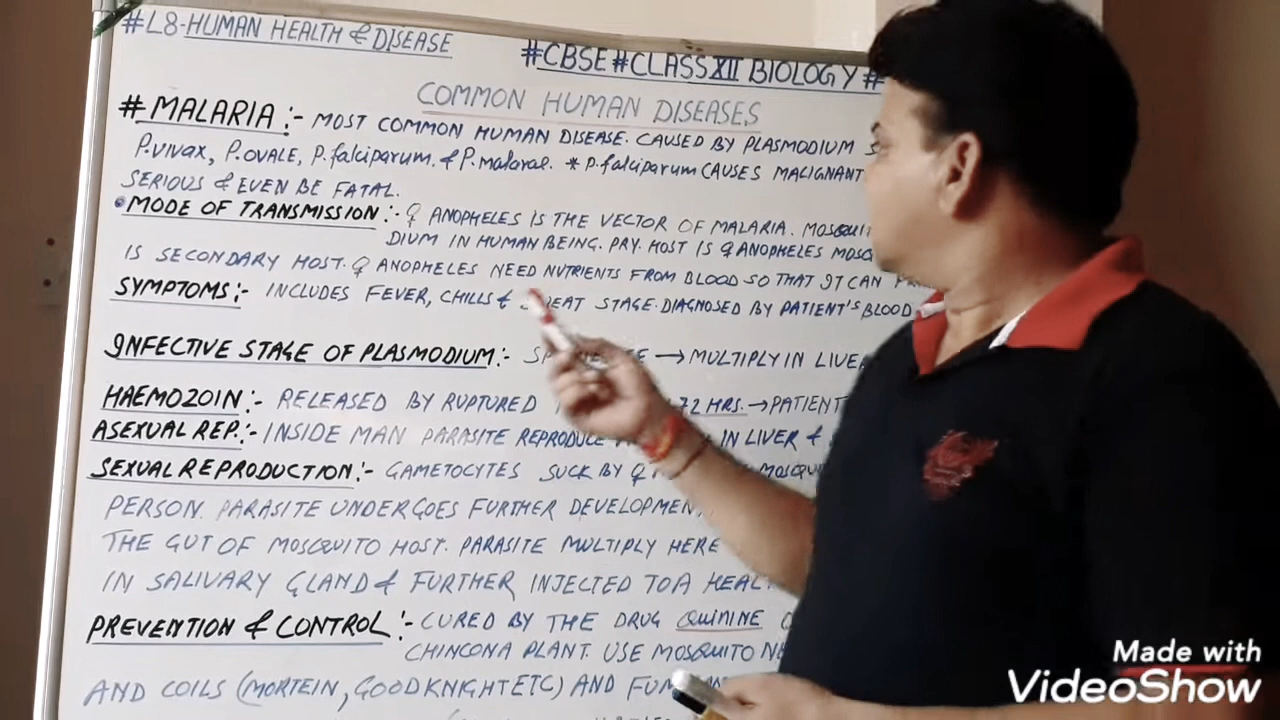 #L8-HUMAN HEALTH & DISEASE
#CBSE #CLASS XII BIOLOGY #
COMMON HUMAN DISEASES
# MALARIA :- MOST COMMON HUMAN DISEASE. CAUSED BY PLASMODIUM
P.vivax, P.OVALE, P.falciparum. & P.malarae. * P.falciparum CAUSES MALIGNANT
SERIOUS & EVEN BE FATAL.
•MODE OF TRANSMISSION :- ♀ ANOPHELES IS THE VECTOR OF MALARIA.
DIUM IN HUMAN BEING. PRY. HOST IS ♀ ANOPHELES
IS SECONDARY HOST. ♀ ANOPHELES NEED NUTRIENTS FROM BLOOD SO THAT IT CAN
SYMPTOMS:- INCLUDES FEVER, CHILLS & STAGE. DIAGNOSED BY PATIENT'S BLOOD
INFECTIVE STAGE OF PLASMODIUM:- → MULTIPLY IN
HAEMOZOIN:- RELEASED BY RUPTURED 72 HRS. → PATIENT
ASEXUAL REP.:- INSIDE MAN PARASITE REPRODUCE IN LIVER &
SEXUAL REPRODUCTION:- GAMETOCYTES SUCK BY ♀
PERSON. PARASITE UNDERGOES FURTHER
THE GUT OF MOSQUITO HOST. PARASITE MULTIPLY HERE
IN SALIVARY GLAND & FURTHER INJECTED TO A
PREVENTION & CONTROL:- CURED BY THE DRUG QUININE
CHINCONA PLANT. USE MOSQUITO
AND COILS (MORTEIN, GOODKNIGHT ETC) AND
Made with
VideoShow